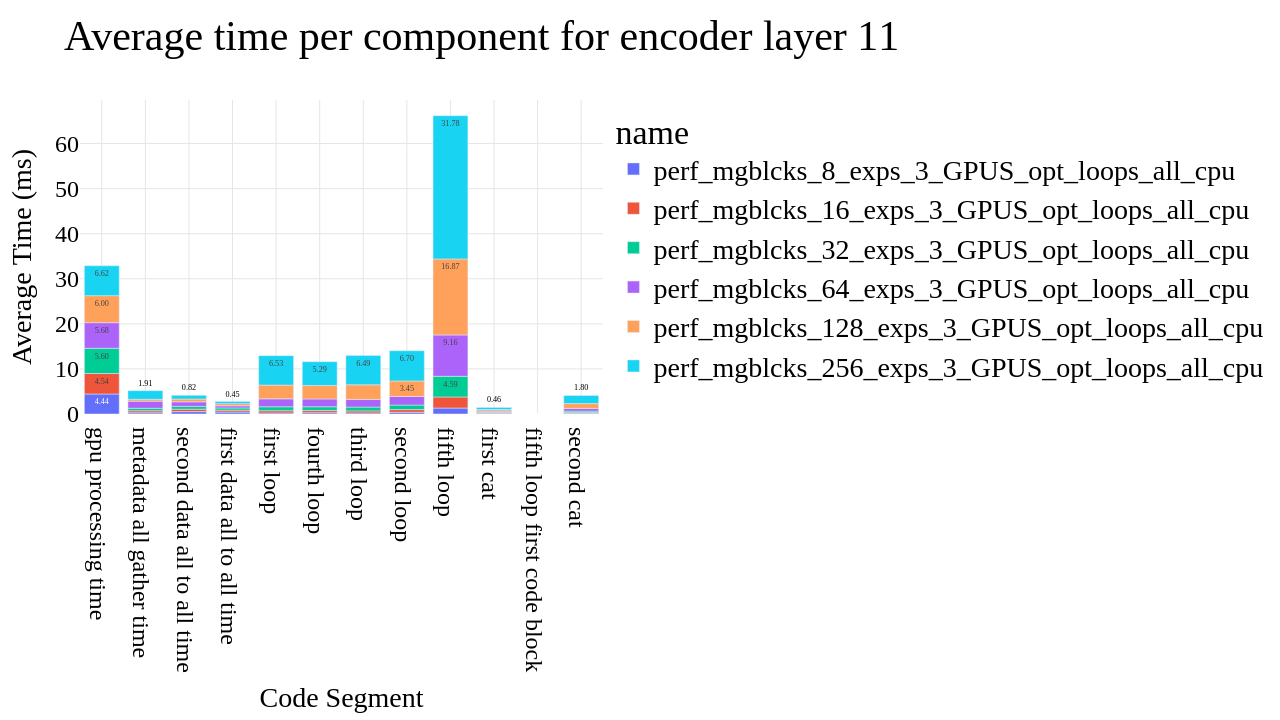 Average time per component for encoder layer 11
Average Time (ms)
60
50
40
30
20
10
0
6.62
6.00
5.68
5.60
4.54
4.44
1.91
0.82
0.45
6.53
5.29
6.49
6.70
3.45
31.78
16.87
9.16
4.59
0.46
1.80
gpu processing time
metadata all gather time
second data all to all time
first data all to all time
first loop
fourth loop
third loop
second loop
fifth loop
first cat
fifth loop first code block
second cat
Code Segment
name
perf_mgblcks_8_exps_3_GPUS_opt_loops_all_cpu
perf_mgblcks_16_exps_3_GPUS_opt_loops_all_cpu
perf_mgblcks_32_exps_3_GPUS_opt_loops_all_cpu
perf_mgblcks_64_exps_3_GPUS_opt_loops_all_cpu
perf_mgblcks_128_exps_3_GPUS_opt_loops_all_cpu
perf_mgblcks_256_exps_3_GPUS_opt_loops_all_cpu